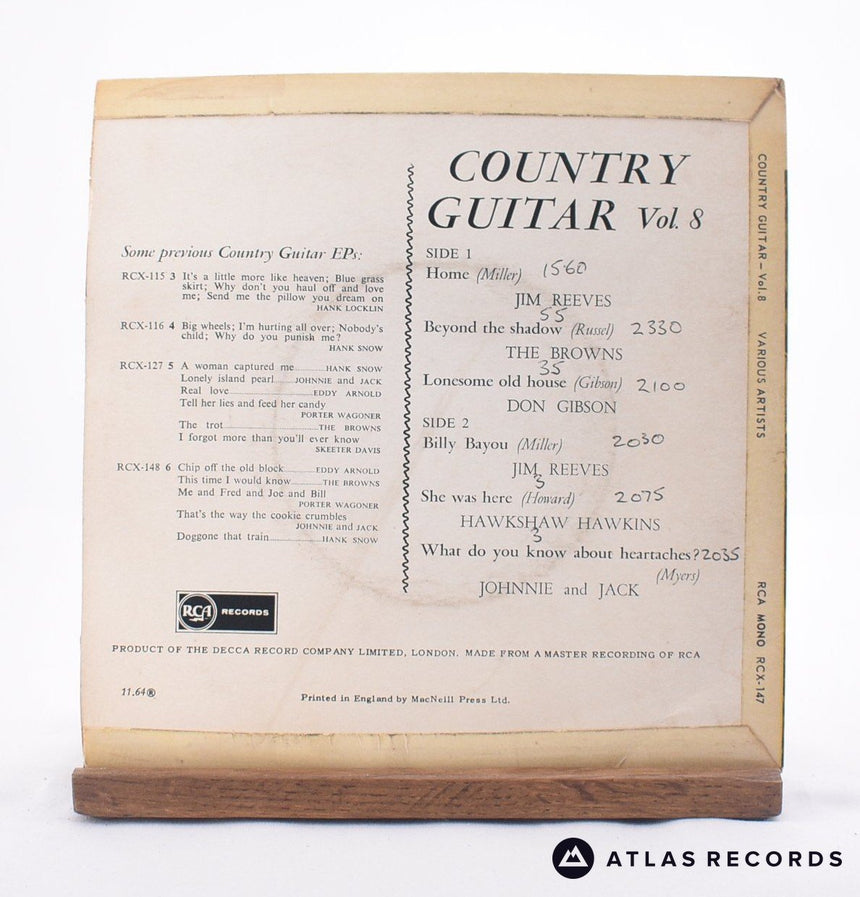 COUNTRY
GUITAR Vol. 8
SIDE 1
Home (Miller) 1560
JIM REEVES
55
Beyond the shadow (Russel) 2330
THE BROWNS
35
Lonesome old house (Gibson) 2100
DON GIBSON
SIDE 2
Billy Bayou (Miller) 2030
JIM REEVES
3
She was here (Howard) 2075
HAWKSHAW HAWKINS
3
What do you know about heartaches? 2035
(Myers)
JOHNNIE and JACK
Some previous Country Guitar EPs:
RCX-115 3 It's a little more like heaven; Blue grass
skirt; Why don't you haul off and love
me; Send me the pillow you dream on
HANK LOCKLIN
RCX-116 4 Big wheels; I'm hurting all over; Nobody's
child; Why do you punish me?
HANK SNOW
RCX-127 5 A woman captured me HANK SNOW
Lonely island pearl JOHNNIE and JACK
Real love EDDY ARNOLD
Tell her lies and feed her candy
PORTER WAGONER
The trot THE BROWNS
I forgot more than you'll ever know
SKEETER DAVIS
RCX-148 6 Chip off the old block EDDY ARNOLD
This time I would know THE BROWNS
Me and Fred and Joe and Bill
PORTER WAGONER
That's the way the cookie crumbles
JOHNNIE and JACK
Doggone that train HANK SNOW
RCA RECORDS
PRODUCT OF THE DECCA RECORD COMPANY LIMITED, LONDON. MADE FROM A MASTER RECORDING OF RCA
11.64®
Printed in England by MacNeill Press Ltd.
COUNTRY GUITAR—Vol.8 VARIOUS ARTISTS RCA MONO RCX-147
ATLAS RECORDS